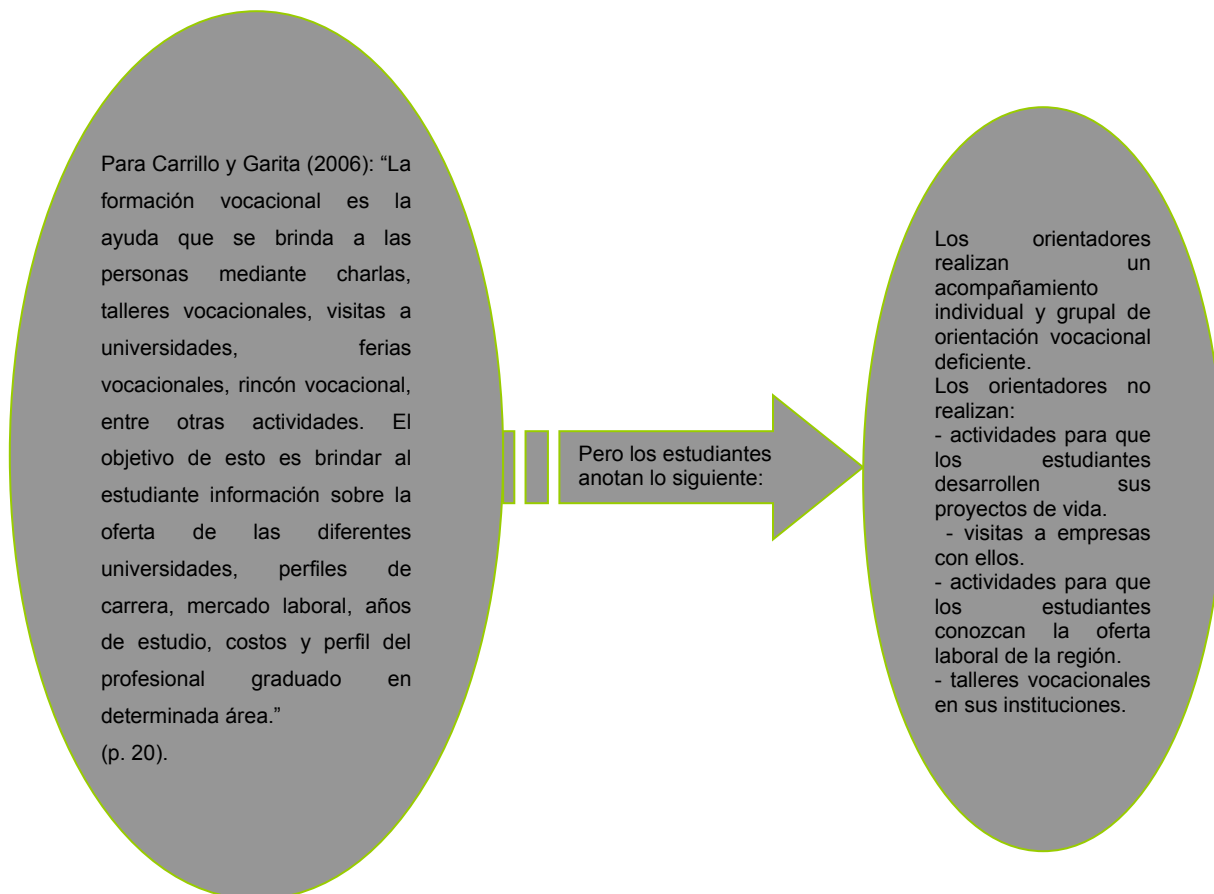 Para Carrillo y Garita (2006): “La
formación vocacional es la
ayuda que se brinda a las
personas mediante charlas,
talleres vocacionales, visitas a
universidades, ferias
vocacionales, rincón vocacional,
entre otras actividades. El
objetivo de esto es brindar al
estudiante información sobre la
oferta de las diferentes
universidades, perfiles de
carrera, mercado laboral, años
de estudio, costos y perfil del
profesional graduado en
determinada área.”
(p. 20).
Pero los estudiantes
anotan lo siguiente:
Los orientadores
realizan un
acompañamiento
individual y grupal de
orientación vocacional
deficiente.
Los orientadores no
realizan:
- actividades para que
los estudiantes
desarrollen sus
proyectos de vida.
- visitas a empresas
con ellos.
- actividades para que
los estudiantes
conozcan la oferta
laboral de la región.
- talleres vocacionales
en sus instituciones.